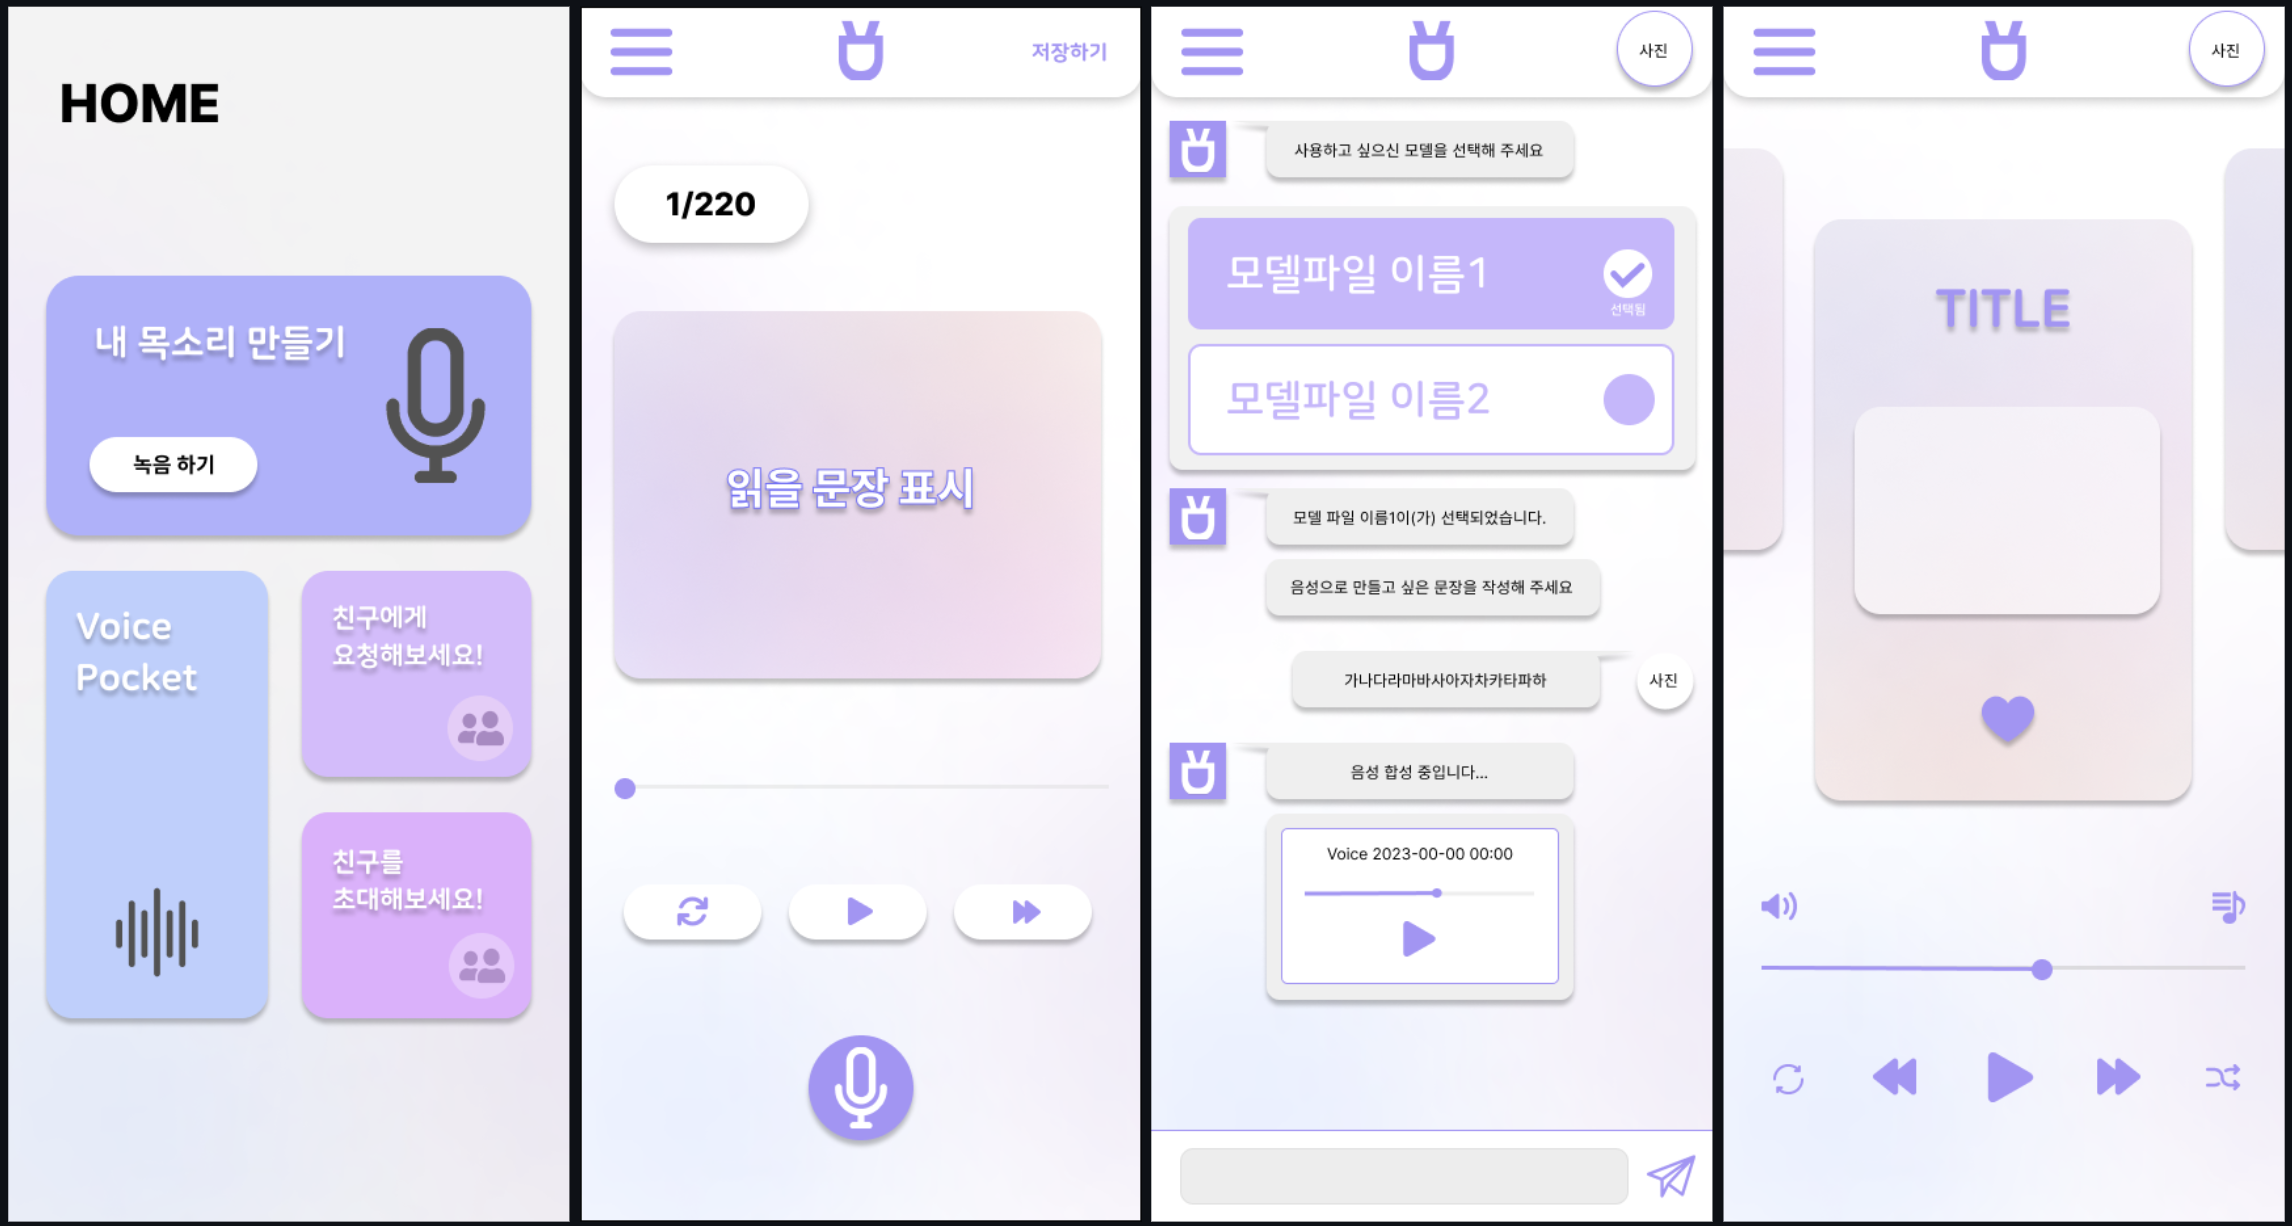 HOME
내 목소리 만들기
녹음 하기
Voice
Pocket
친구에게
요청해보세요!
친구를
초대해보세요!
저장하기
1/220
읽을 문장 표시
사진
사용하고 싶으신 모델을 선택해 주세요
모델파일 이름1
선택됨
모델파일 이름2
모델 파일 이름1이(가) 선택되었습니다.
음성으로 만들고 싶은 문장을 작성해 주세요
가나다라마바사아자차카타파하
사진
음성 합성 중입니다...
Voice 2023-00-00 00:00
사진
TITLE